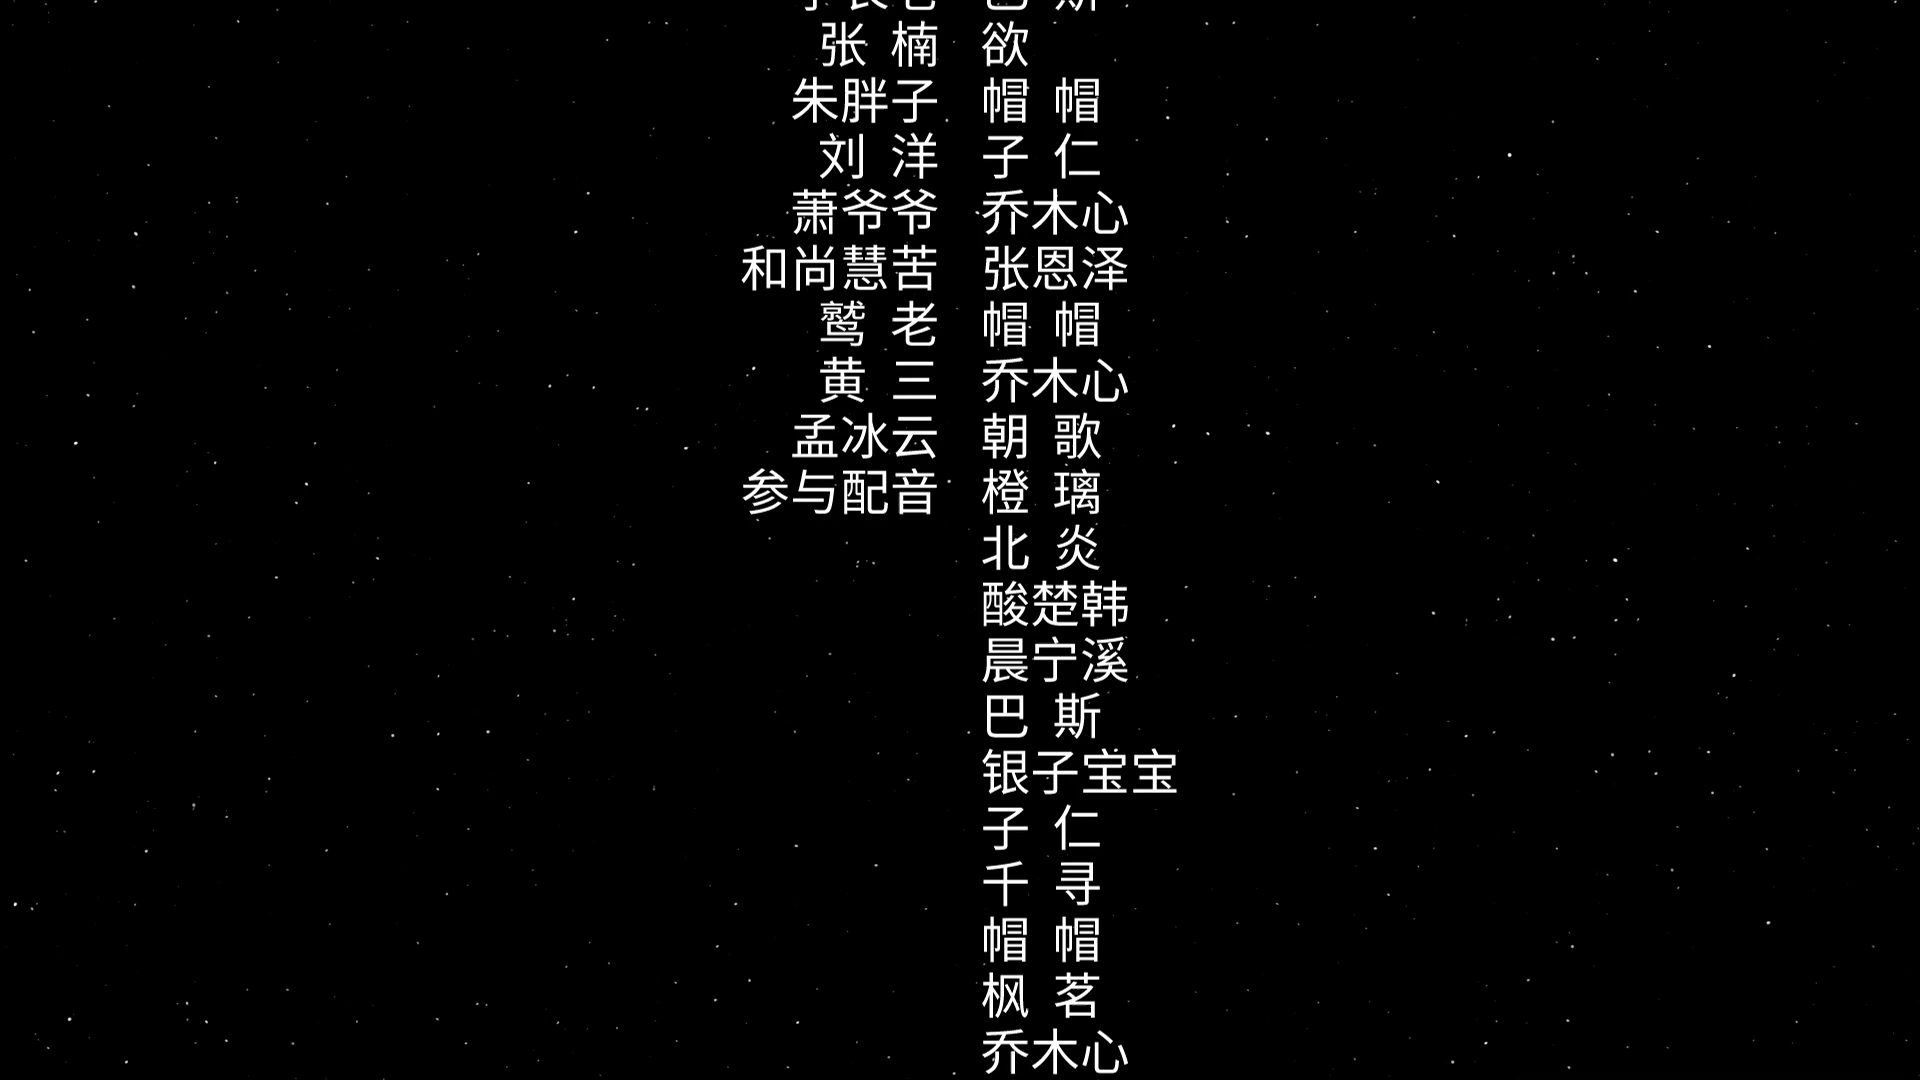 张 楠 欲
朱胖子 帽 帽
刘 洋 子 仁
萧爷爷 乔木心
和尚慧苦 张恩泽
鹫 老 帽 帽
黄 三 乔木心
孟冰云 朝 歌
参与配音 橙 璃
北 炎
酸楚韩
晨宁溪
巴 斯
银子宝宝
子 仁
千 寻
帽 帽
枫 茗
乔木心